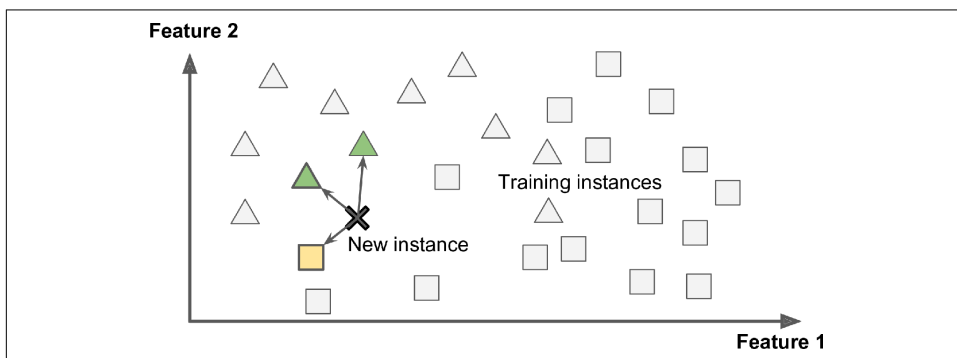 Feature 2
Training instances
New instance
Feature 1